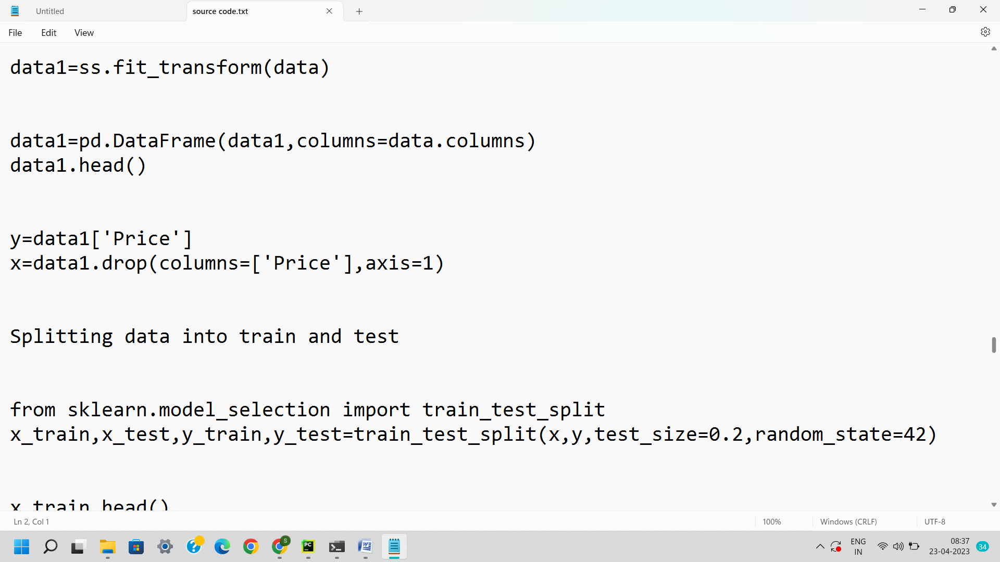 Untitled
source code.txt
File Edit View
data1=ss.fit_transform(data)
data1=pd.DataFrame(data1,columns=data.columns)
data1.head()
y=data1['Price']
x=data1.drop(columns=['Price'],axis=1)
Splitting data into train and test
from sklearn.model_selection import train_test_split
x_train,x_test,y_train,y_test=train_test_split(x,y,test_size=0.2,random_state=42)
x_train.head()
Ln 2, Col 1
100%
Windows (CRLF)
UTF-8
S
PC
W
ENG
IN
08:37
23-04-2023
34